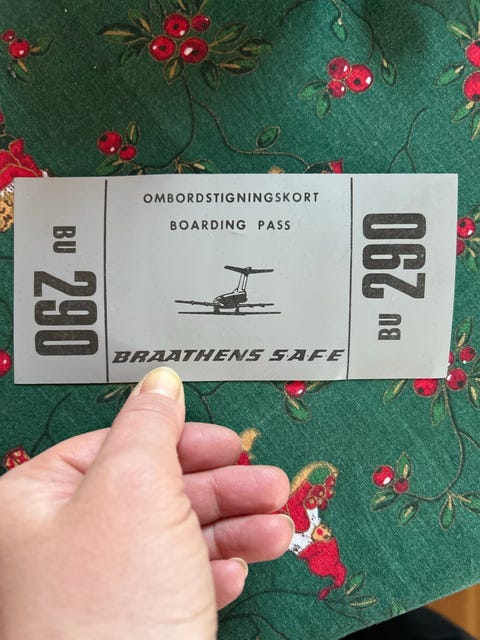 BU 290
OMBORDSTIGNINGSKORT
BOARDING PASS
BRAATHENS SAFE
BU 290